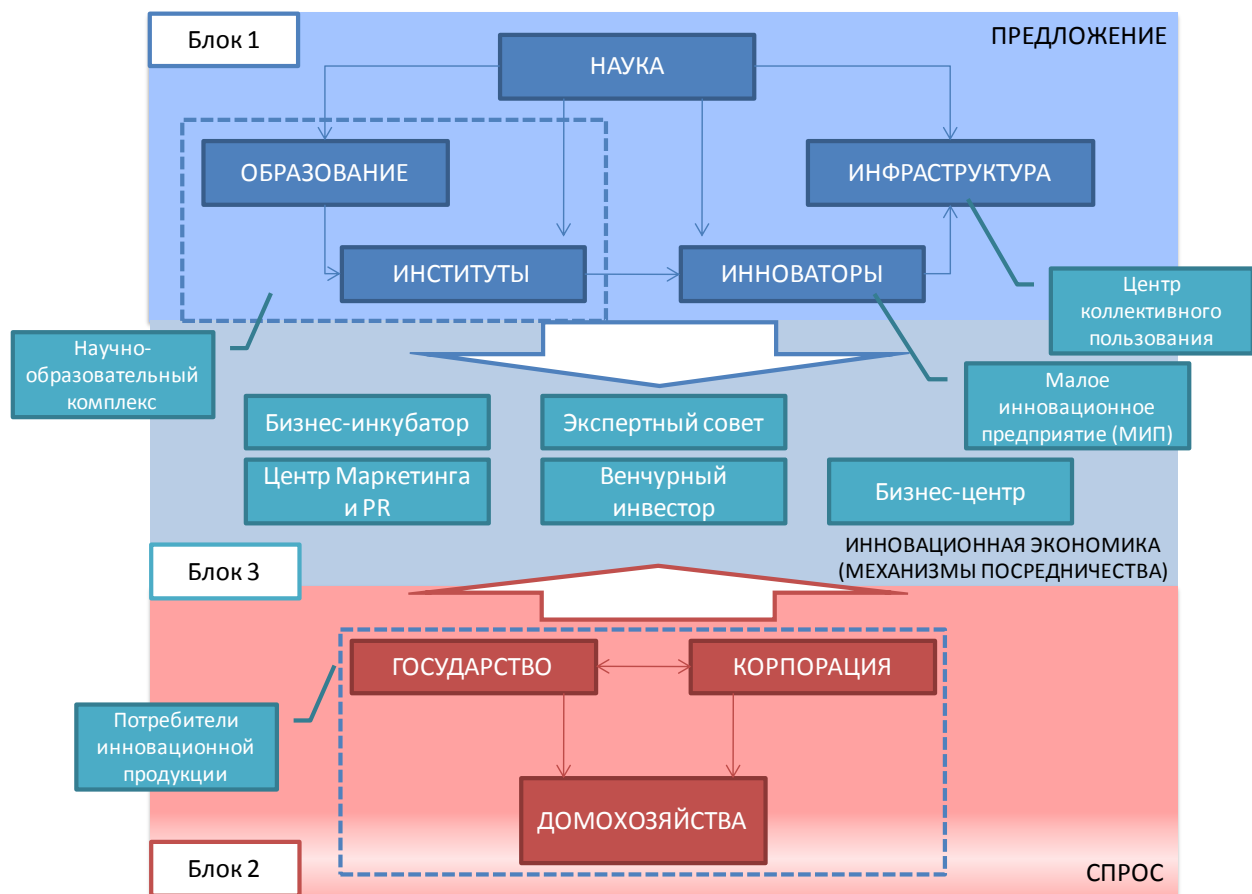 Блок 1
ПРЕДЛОЖЕНИЕ
НАУКА
ОБРАЗОВАНИЕ
ИНФРАСТРУКТУРА
ИНСТИТУТЫ
ИННОВАТОРЫ
Центр
коллективного
пользования
Научно-
образовательный
комплекс
Малое
инновационное
предприятие (МИП)
Бизнес-инкубатор
Экспертный совет
Центр Маркетинга
и PR
Венчурный
инвестор
Бизнес-центр
ИННОВАЦИОННАЯ ЭКОНОМИКА
(МЕХАНИЗМЫ ПОСРЕДНИЧЕСТВА)
Блок 3
ГОСУДАРСТВО
КОРПОРАЦИЯ
Потребители
инновационной
продукции
ДОМОХОЗЯЙСТВА
Блок 2
СПРОС